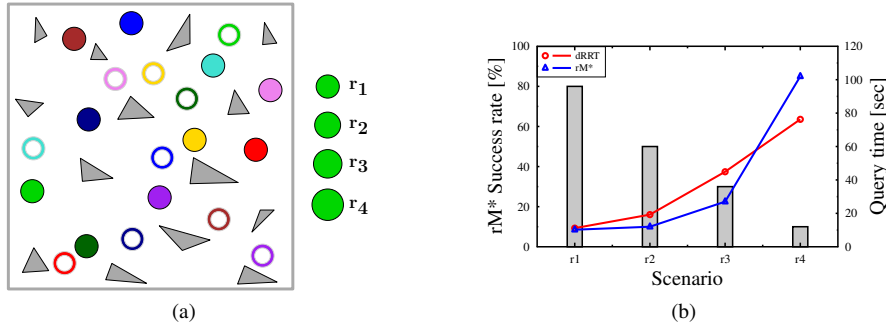 r1
r2
r3
r4
(a)
100
80
60
40
20
0
rM* Success rate [%]
dRRT
rM*
120
100
80
60
40
20
0
Query time [sec]
r1 r2 r3 r4
Scenario
(b)